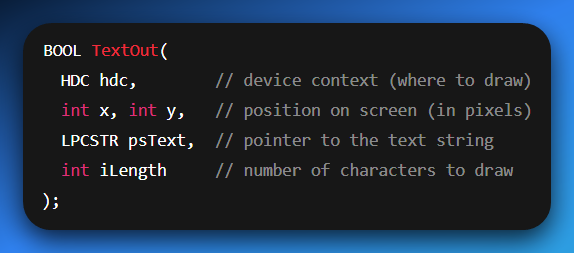 BOOL TextOut(
HDC hdc, // device context (where to draw)
int x, int y, // position on screen (in pixels)
LPCSTR psText, // pointer to the text string
int iLength // number of characters to draw
);